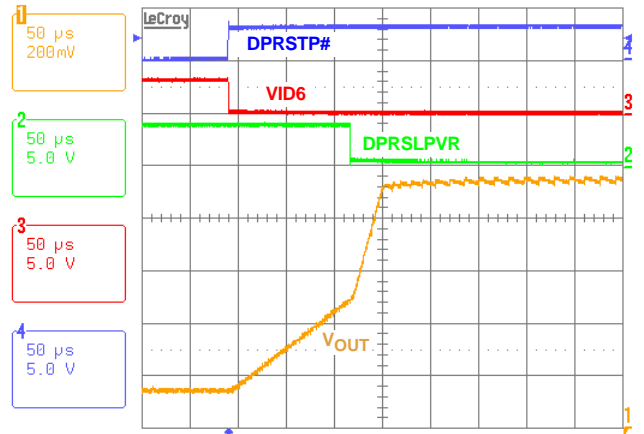 1
50 µs
200mV
2
50 µs
5.0 V
3
50 µs
5.0 V
4
50 µs
5.0 V
LeCroy
DPRSTP#
4
VID6
3
DPRSLPVR
2
VOUT
1